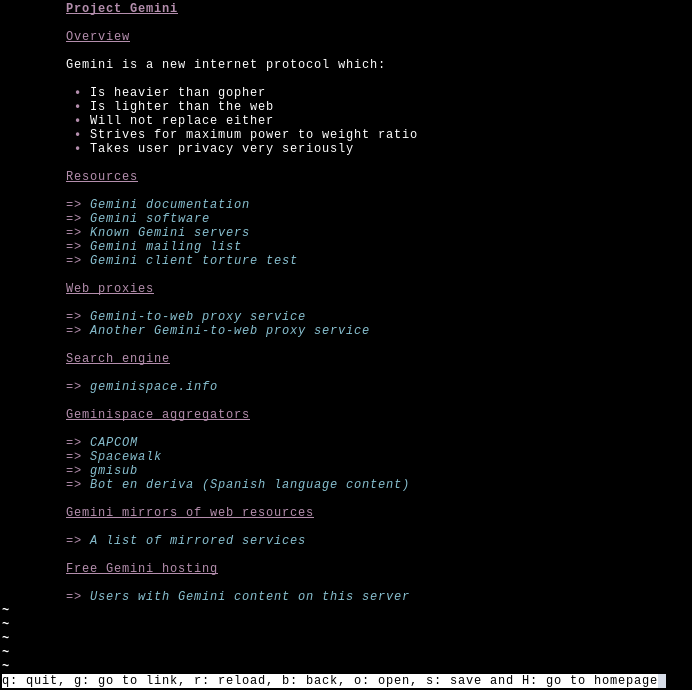 Project Gemini
Overview
Gemini is a new internet protocol which:
• Is heavier than gopher
• Is lighter than the web
• Will not replace either
• Strives for maximum power to weight ratio
• Takes user privacy very seriously
Resources
=> Gemini documentation
=> Gemini software
=> Known Gemini servers
=> Gemini mailing list
=> Gemini client torture test
Web proxies
=> Gemini-to-web proxy service
=> Another Gemini-to-web proxy service
Search engine
=> geminispace.info
Geminispace aggregators
=> CAPCOM
=> Spacewalk
=> gmisub
=> Bot en deriva (Spanish language content)
Gemini mirrors of web resources
=> A list of mirrored services
Free Gemini hosting
=> Users with Gemini content on this server
~
~
~
~
~
q: quit, g: go to link, r: reload, b: back, o: open, s: save and H: go to homepage